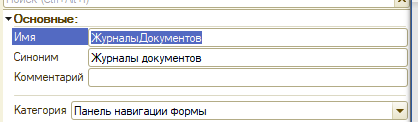 Поиск (Ctrl+Alt+I)
Основные:
Имя ЖурналыДокументов
Синоним Журналы документов
Комментарий
Категория Панель навигации формы